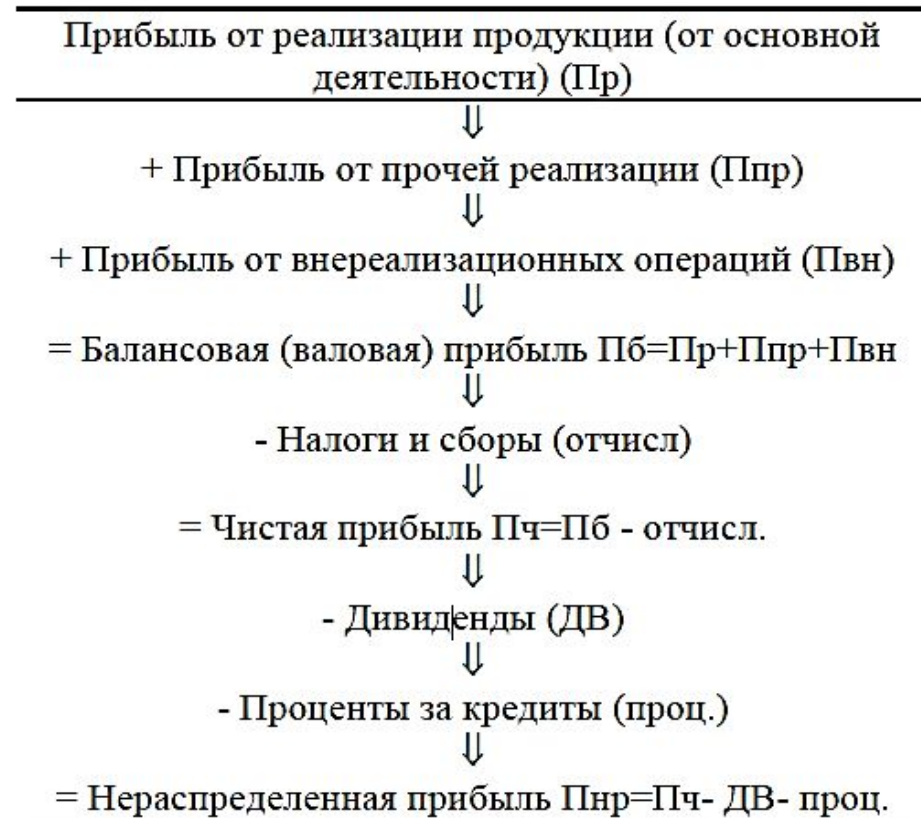 Прибыль от реализации продукции (от основной
деятельности) (Пр)
⇓
+ Прибыль от прочей реализации (Ппр)
⇓
+ Прибыль от внереализационных операций (Пвн)
⇓
= Балансовая (валовая) прибыль Пб=Пр+Ппр+Пвн
⇓
- Налоги и сборы (отчисл)
⇓
= Чистая прибыль Пч=Пб - отчисл.
⇓
- Дивиденды (ДВ)
⇓
- Проценты за кредиты (проц.)
⇓
= Нераспределенная прибыль Пнр=Пч- ДВ- проц.